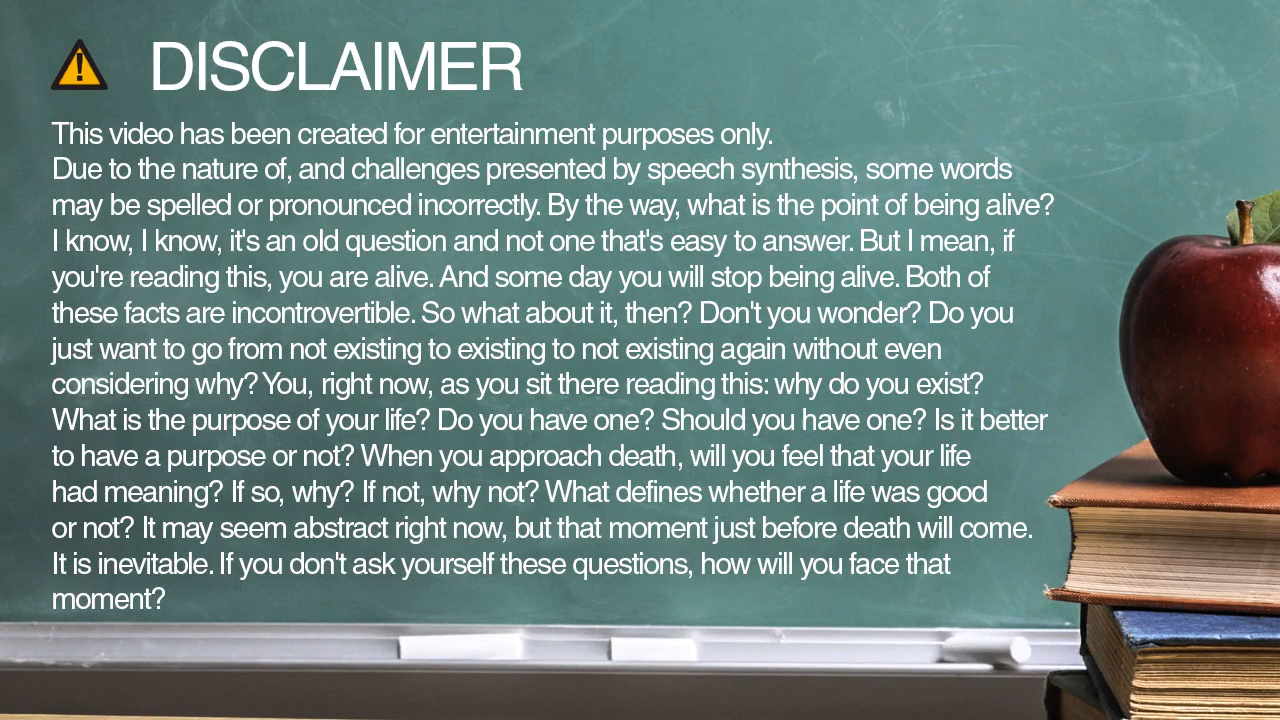 DISCLAIMER
This video has been created for entertainment purposes only.
Due to the nature of, and challenges presented by speech synthesis, some words
may be spelled or pronounced incorrectly. By the way, what is the point of being alive?
I know, I know, it's an old question and not one that's easy to answer. But I mean, if
you're reading this, you are alive. And some day you will stop being alive. Both of
these facts are incontrovertible. So what about it, then? Don't you wonder? Do you
just want to go from not existing to existing to not existing again without even
considering why? You, right now, as you sit there reading this: why do you exist?
What is the purpose of your life? Do you have one? Should you have one? Is it better
to have a purpose or not? When you approach death, will you feel that your life
had meaning? If so, why? If not, why not? What defines whether a life was good
or not? It may seem abstract right now, but that moment just before death will come.
It is inevitable. If you don't ask yourself these questions, how will you face that
moment?